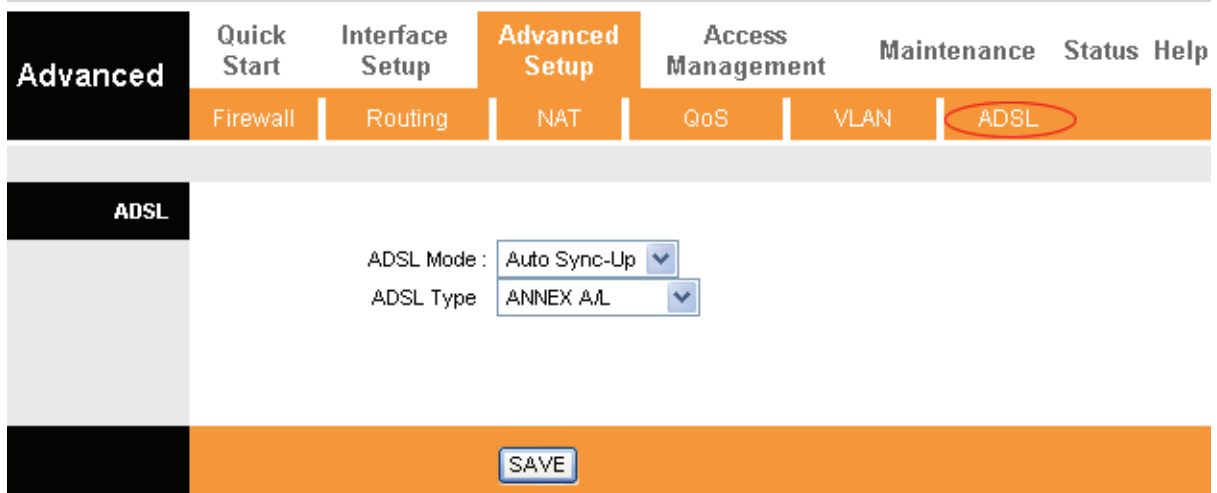 Advanced
Quick Start
Interface Setup
Advanced Setup
Access Management
Maintenance
Status
Help
Firewall
Routing
NAT
QoS
VLAN
ADSL
ADSL
ADSL Mode : Auto Sync-Up
ADSL Type ANNEX A/L
SAVE